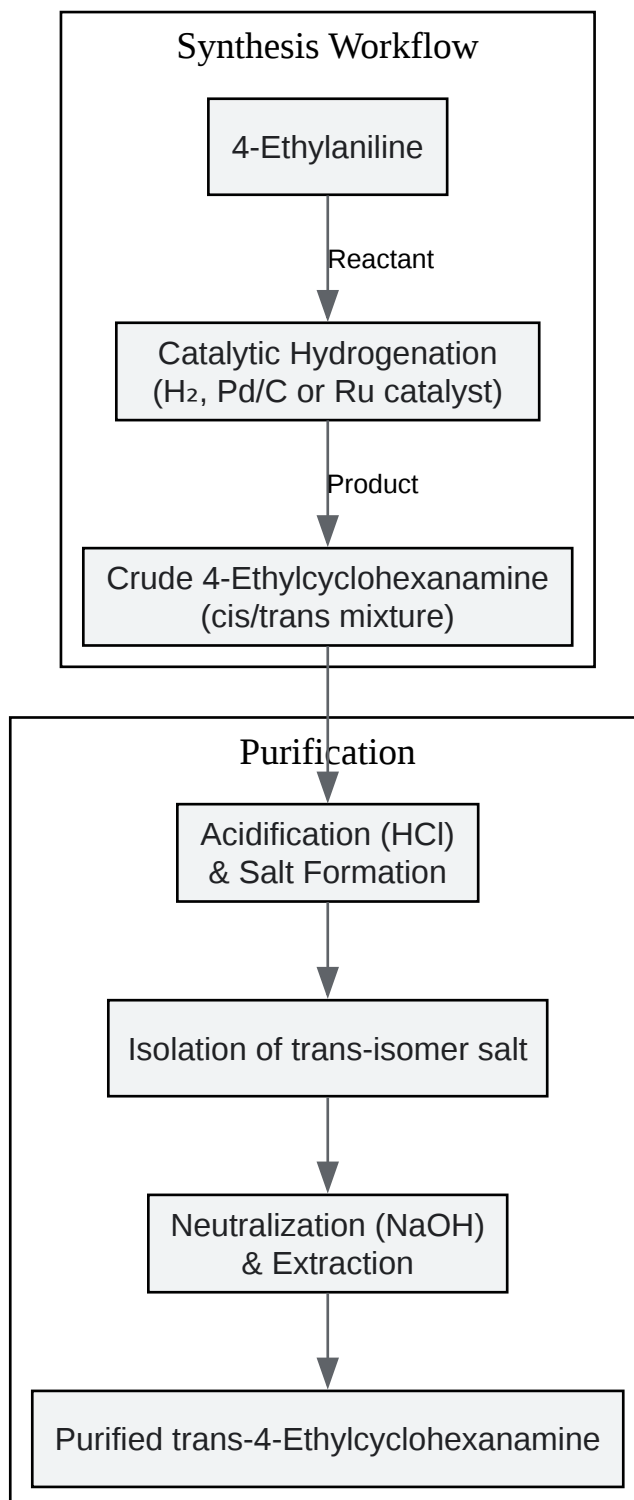 Synthesis Workflow
4-Ethylaniline
Reactant
Catalytic Hydrogenation
(H₂, Pd/C or Ru catalyst)
Product
Crude 4-Ethylcyclohexanamine
(cis/trans mixture)
Purification
Acidification (HCl)
& Salt Formation
Isolation of trans-isomer salt
Neutralization (NaOH)
& Extraction
Purified trans-4-Ethylcyclohexanamine